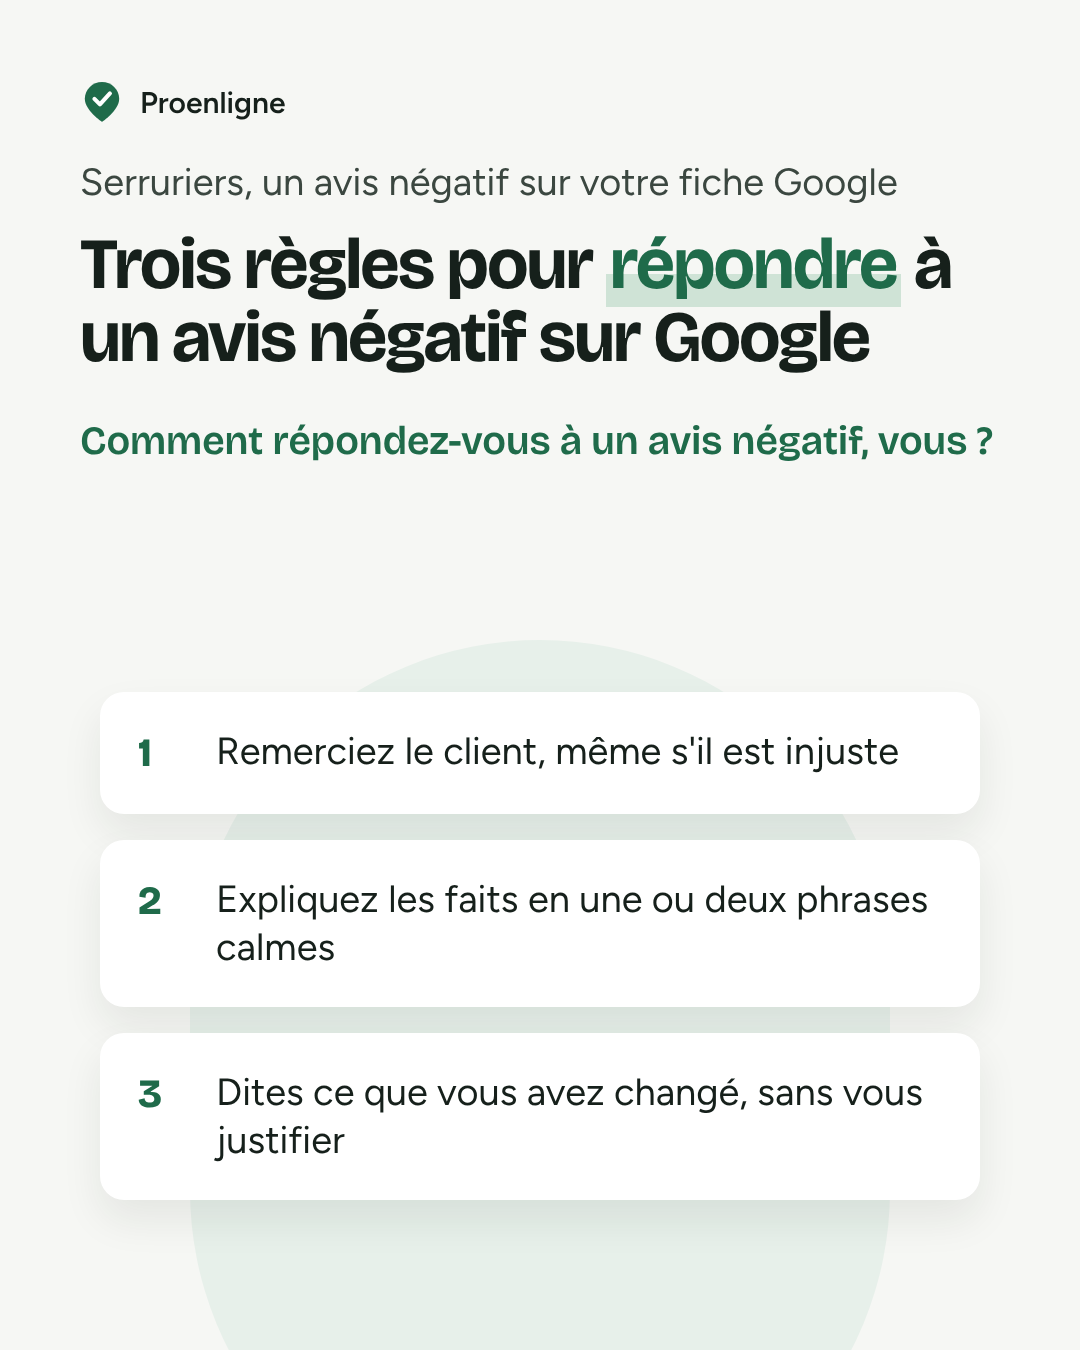 Proenligne
Serruriers, un avis négatif sur votre fiche Google
Trois règles pour répondre à
un avis négatif sur Google
Comment répondez-vous à un avis négatif, vous ?
1 Remerciez le client, même s'il est injuste
2 Expliquez les faits en une ou deux phrases
calmes
3 Dites ce que vous avez changé, sans vous
justifier